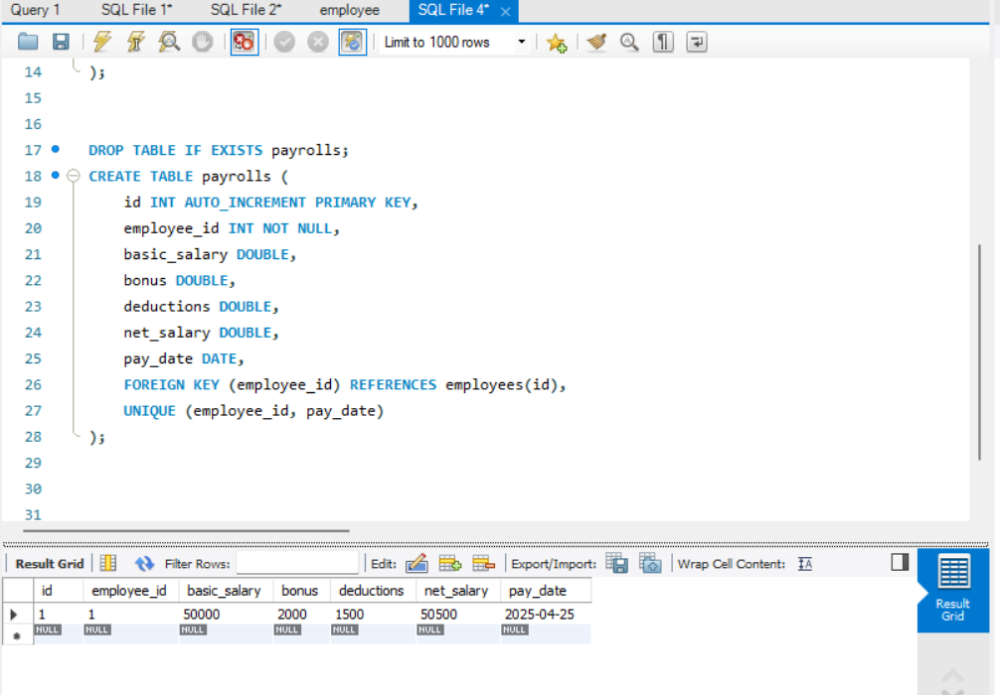 Query 1 SQL File 1* SQL File 2* employee SQL File 4*
Limit to 1000 rows
14 );
15
16
17 DROP TABLE IF EXISTS payrolls;
18 CREATE TABLE payrolls (
19 id INT AUTO_INCREMENT PRIMARY KEY,
20 employee_id INT NOT NULL,
21 basic_salary DOUBLE,
22 bonus DOUBLE,
23 deductions DOUBLE,
24 net_salary DOUBLE,
25 pay_date DATE,
26 FOREIGN KEY (employee_id) REFERENCES employees(id),
27 UNIQUE (employee_id, pay_date)
28 );
29
30
31
Result Grid Filter Rows: Edit: Export/Import: Wrap Cell Content:
id employee_id basic_salary bonus deductions net_salary pay_date
1 1 50000 2000 1500 50500 2025-04-25
NULL NULL NULL NULL NULL NULL NULL
Result
Grid